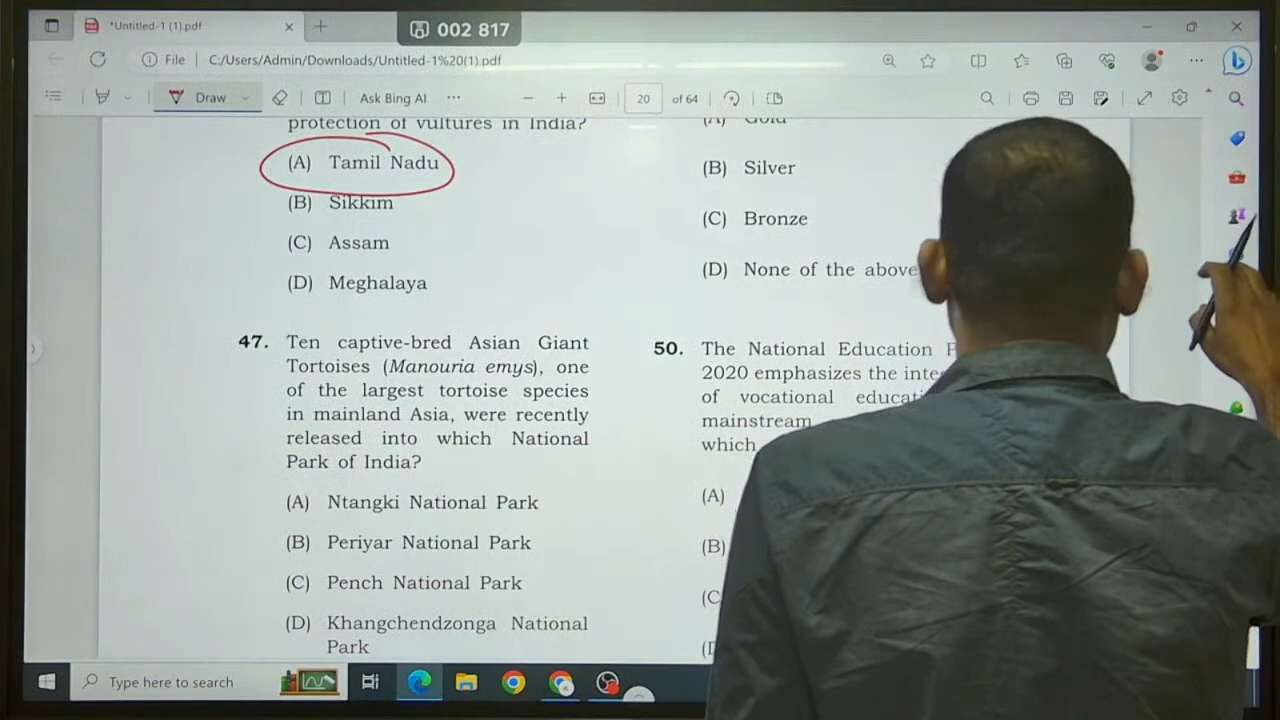 *Untitled-1 (1).pdf
002 817
File
C:/Users/Admin/Downloads/Untitled-1%20(1).pdf
Draw
Ask Bing AI
20
of 64
protection of vultures in India?
(A) Tamil Nadu
(B) Sikkim
(C) Assam
(D) Meghalaya
47. Ten captive-bred Asian Giant
Tortoises (Manouria emys), one
of the largest tortoise species
in mainland Asia, were recently
released into which National
Park of India?
(A) Ntangki National Park
(B) Periyar National Park
(C) Pench National Park
(D) Khangchendzonga National
Park
(A) Gold
(B) Silver
(C) Bronze
(D) None of the above
50. The National Education
2020 emphasizes the
of vocational
mainstream
which
(A)
(B)
(C
Type here to search